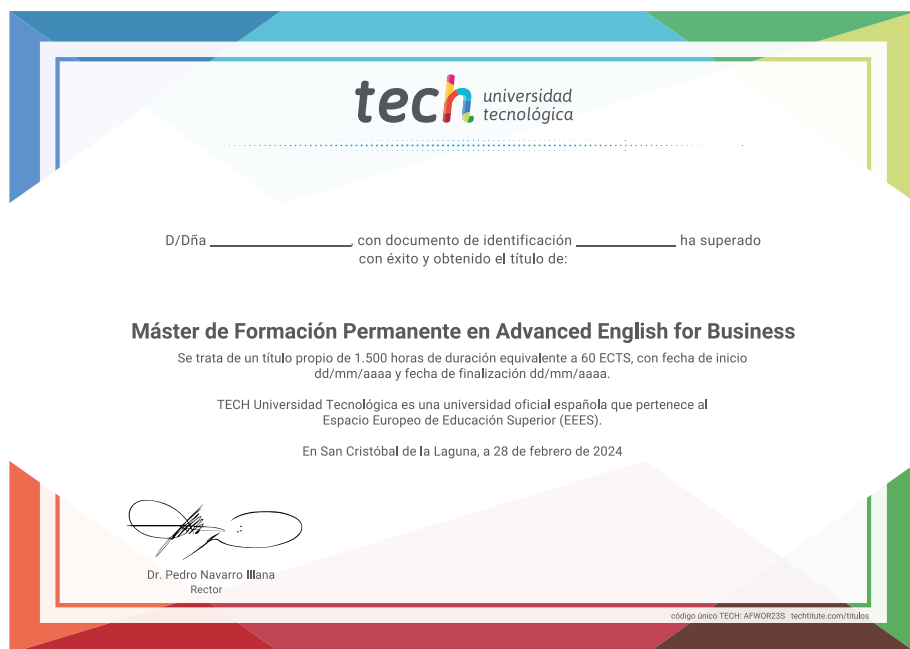 tech universidad
tecnológica
D/Dña ________________, con documento de identificación ____________ ha superado
con éxito y obtenido el título de:
Máster de Formación Permanente en Advanced English for Business
Se trata de un título propio de 1.500 horas de duración equivalente a 60 ECTS, con fecha de inicio
dd/mm/aaaa y fecha de finalización dd/mm/aaaa.
TECH Universidad Tecnológica es una universidad oficial española que pertenece al
Espacio Europeo de Educación Superior (EEES).
En San Cristóbal de la Laguna, a 28 de febrero de 2024
Dr. Pedro Navarro Illana
Rector
código único TECH: AFWOR23S techtitute.com/titulos